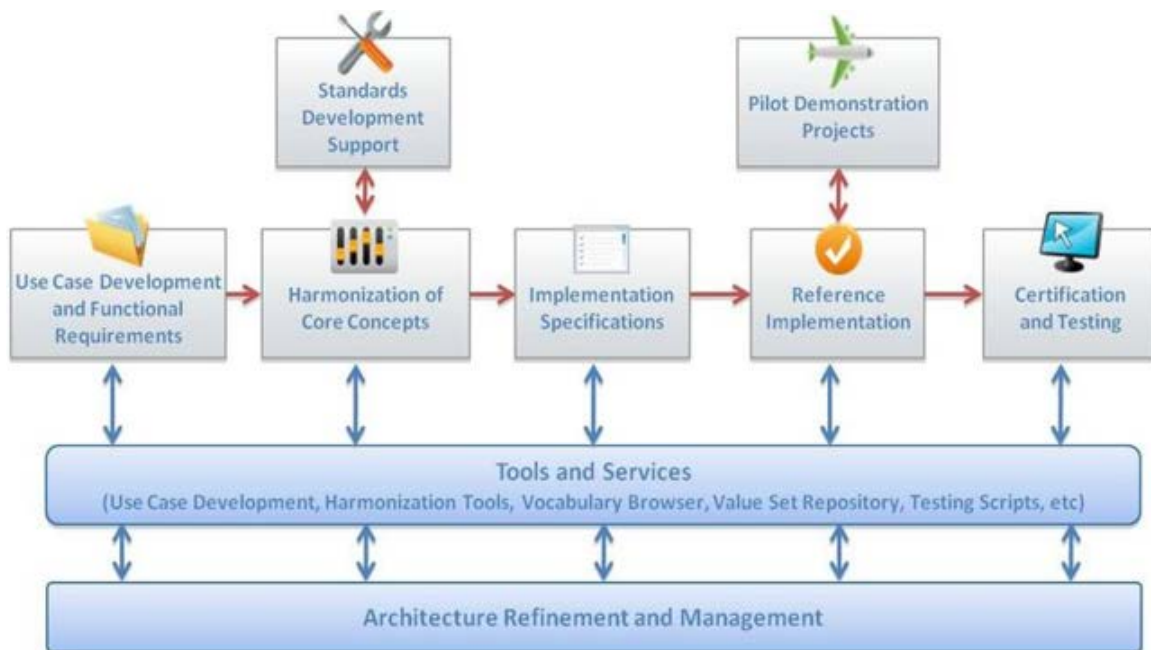 Standards
Development
Support
Pilot Demonstration
Projects
Use Case Development
and Functional
Requirements
Harmonization of
Core Concepts
Implementation
Specifications
Reference
Implementation
Certification
and Testing
Tools and Services
(Use Case Development, Harmonization Tools, Vocabulary Browser, Value Set Repository, Testing Scripts, etc)
Architecture Refinement and Management